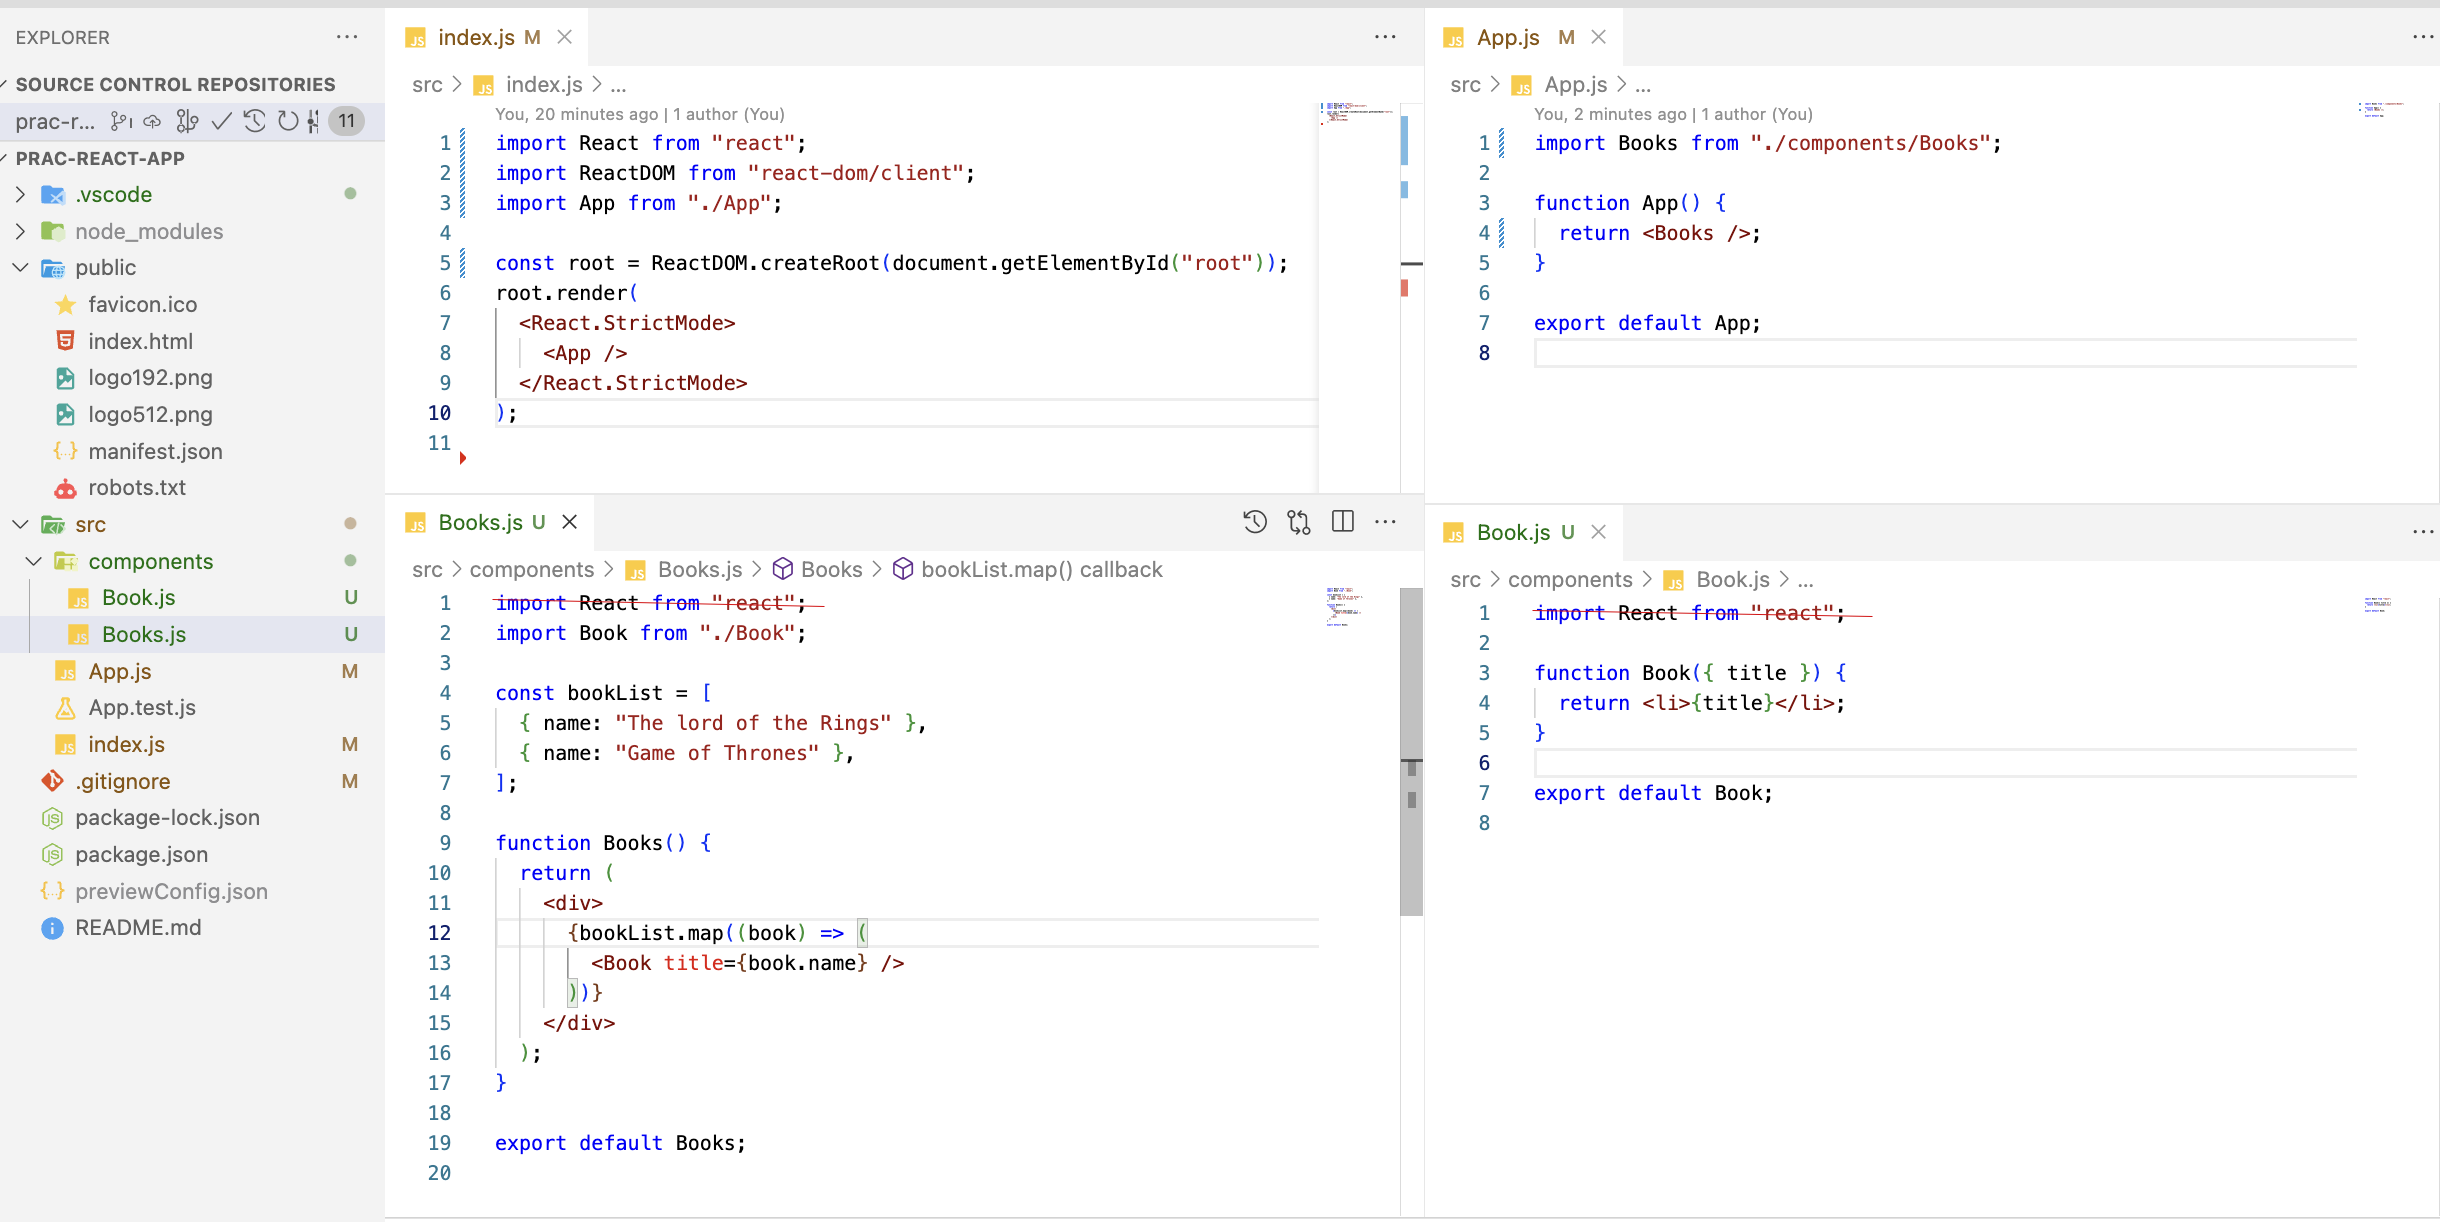 EXPLORER
SOURCE CONTROL REPOSITORIES
prac-r... 11
PRAC-REACT-APP
.vscode
node_modules
public
favicon.ico
index.html
logo192.png
logo512.png
manifest.json
robots.txt
src
components
Book.js U
Books.js U
App.js M
App.test.js
index.js M
.gitignore M
package-lock.json
package.json
previewConfig.json
README.md
index.js M
src > index.js > ...
You, 20 minutes ago | 1 author (You)
1 import React from "react";
2 import ReactDOM from "react-dom/client";
3 import App from "./App";
4
5 const root = ReactDOM.createRoot(document.getElementById("root"));
6 root.render(
7 <React.StrictMode>
8 <App />
9 </React.StrictMode>
10 );
11
App.js M
src > App.js > ...
You, 2 minutes ago | 1 author (You)
1 import Books from "./components/Books";
2
3 function App() {
4 return <Books />;
5 }
6
7 export default App;
8
Books.js U
src > components > Books.js > Books > bookList.map() callback
1 import React from "react";
2 import Book from "./Book";
3
4 const bookList = [
5 { name: "The lord of the Rings" },
6 { name: "Game of Thrones" },
7 ];
8
9 function Books() {
10 return (
11 <div>
12 {bookList.map((book) => (
13 <Book title={book.name} />
14 ))}
15 </div>
16 );
17 }
18
19 export default Books;
20
Book.js U
src > components > Book.js > ...
1 import React from "react";
2
3 function Book({ title }) {
4 return <li>{title}</li>;
5 }
6
7 export default Book;
8